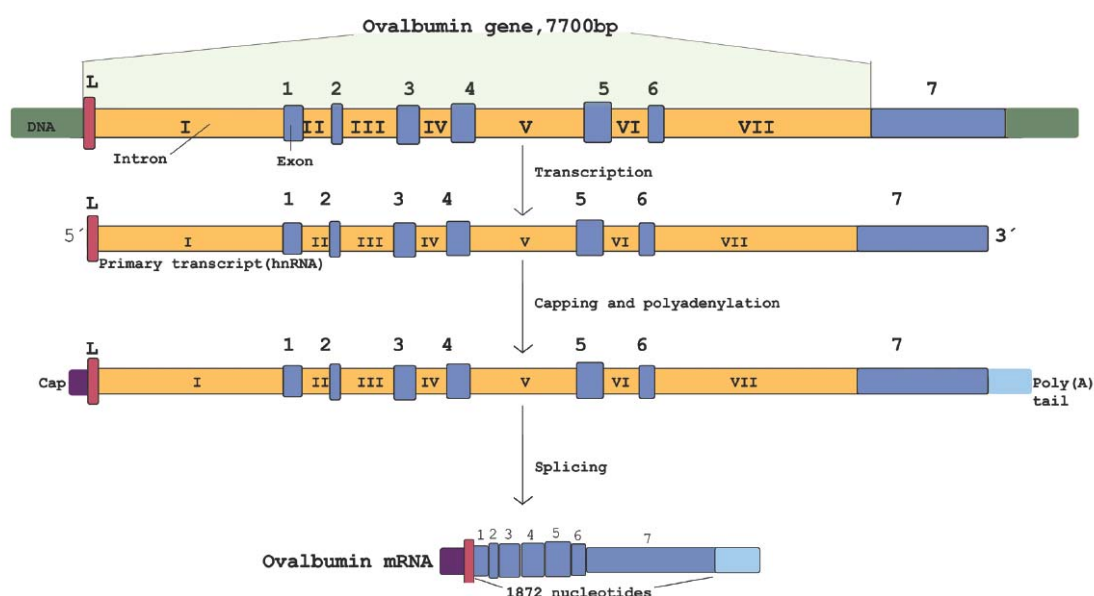 Ovalbumin gene,7700bp
L 1 2 3 4 5 6 7
DNA I II III IV V VI VII
Intron Exon
Transcription
L 1 2 3 4 5 6 7
5´ I II III IV V VI VII 3´
Primary transcript(hnRNA)
Capping and polyadenylation
L 1 2 3 4 5 6 7
Cap I II III IV V VI VII Poly(A)
tail
Splicing
1 2 3 4 5 6 7
Ovalbumin mRNA
1872 nucleotides